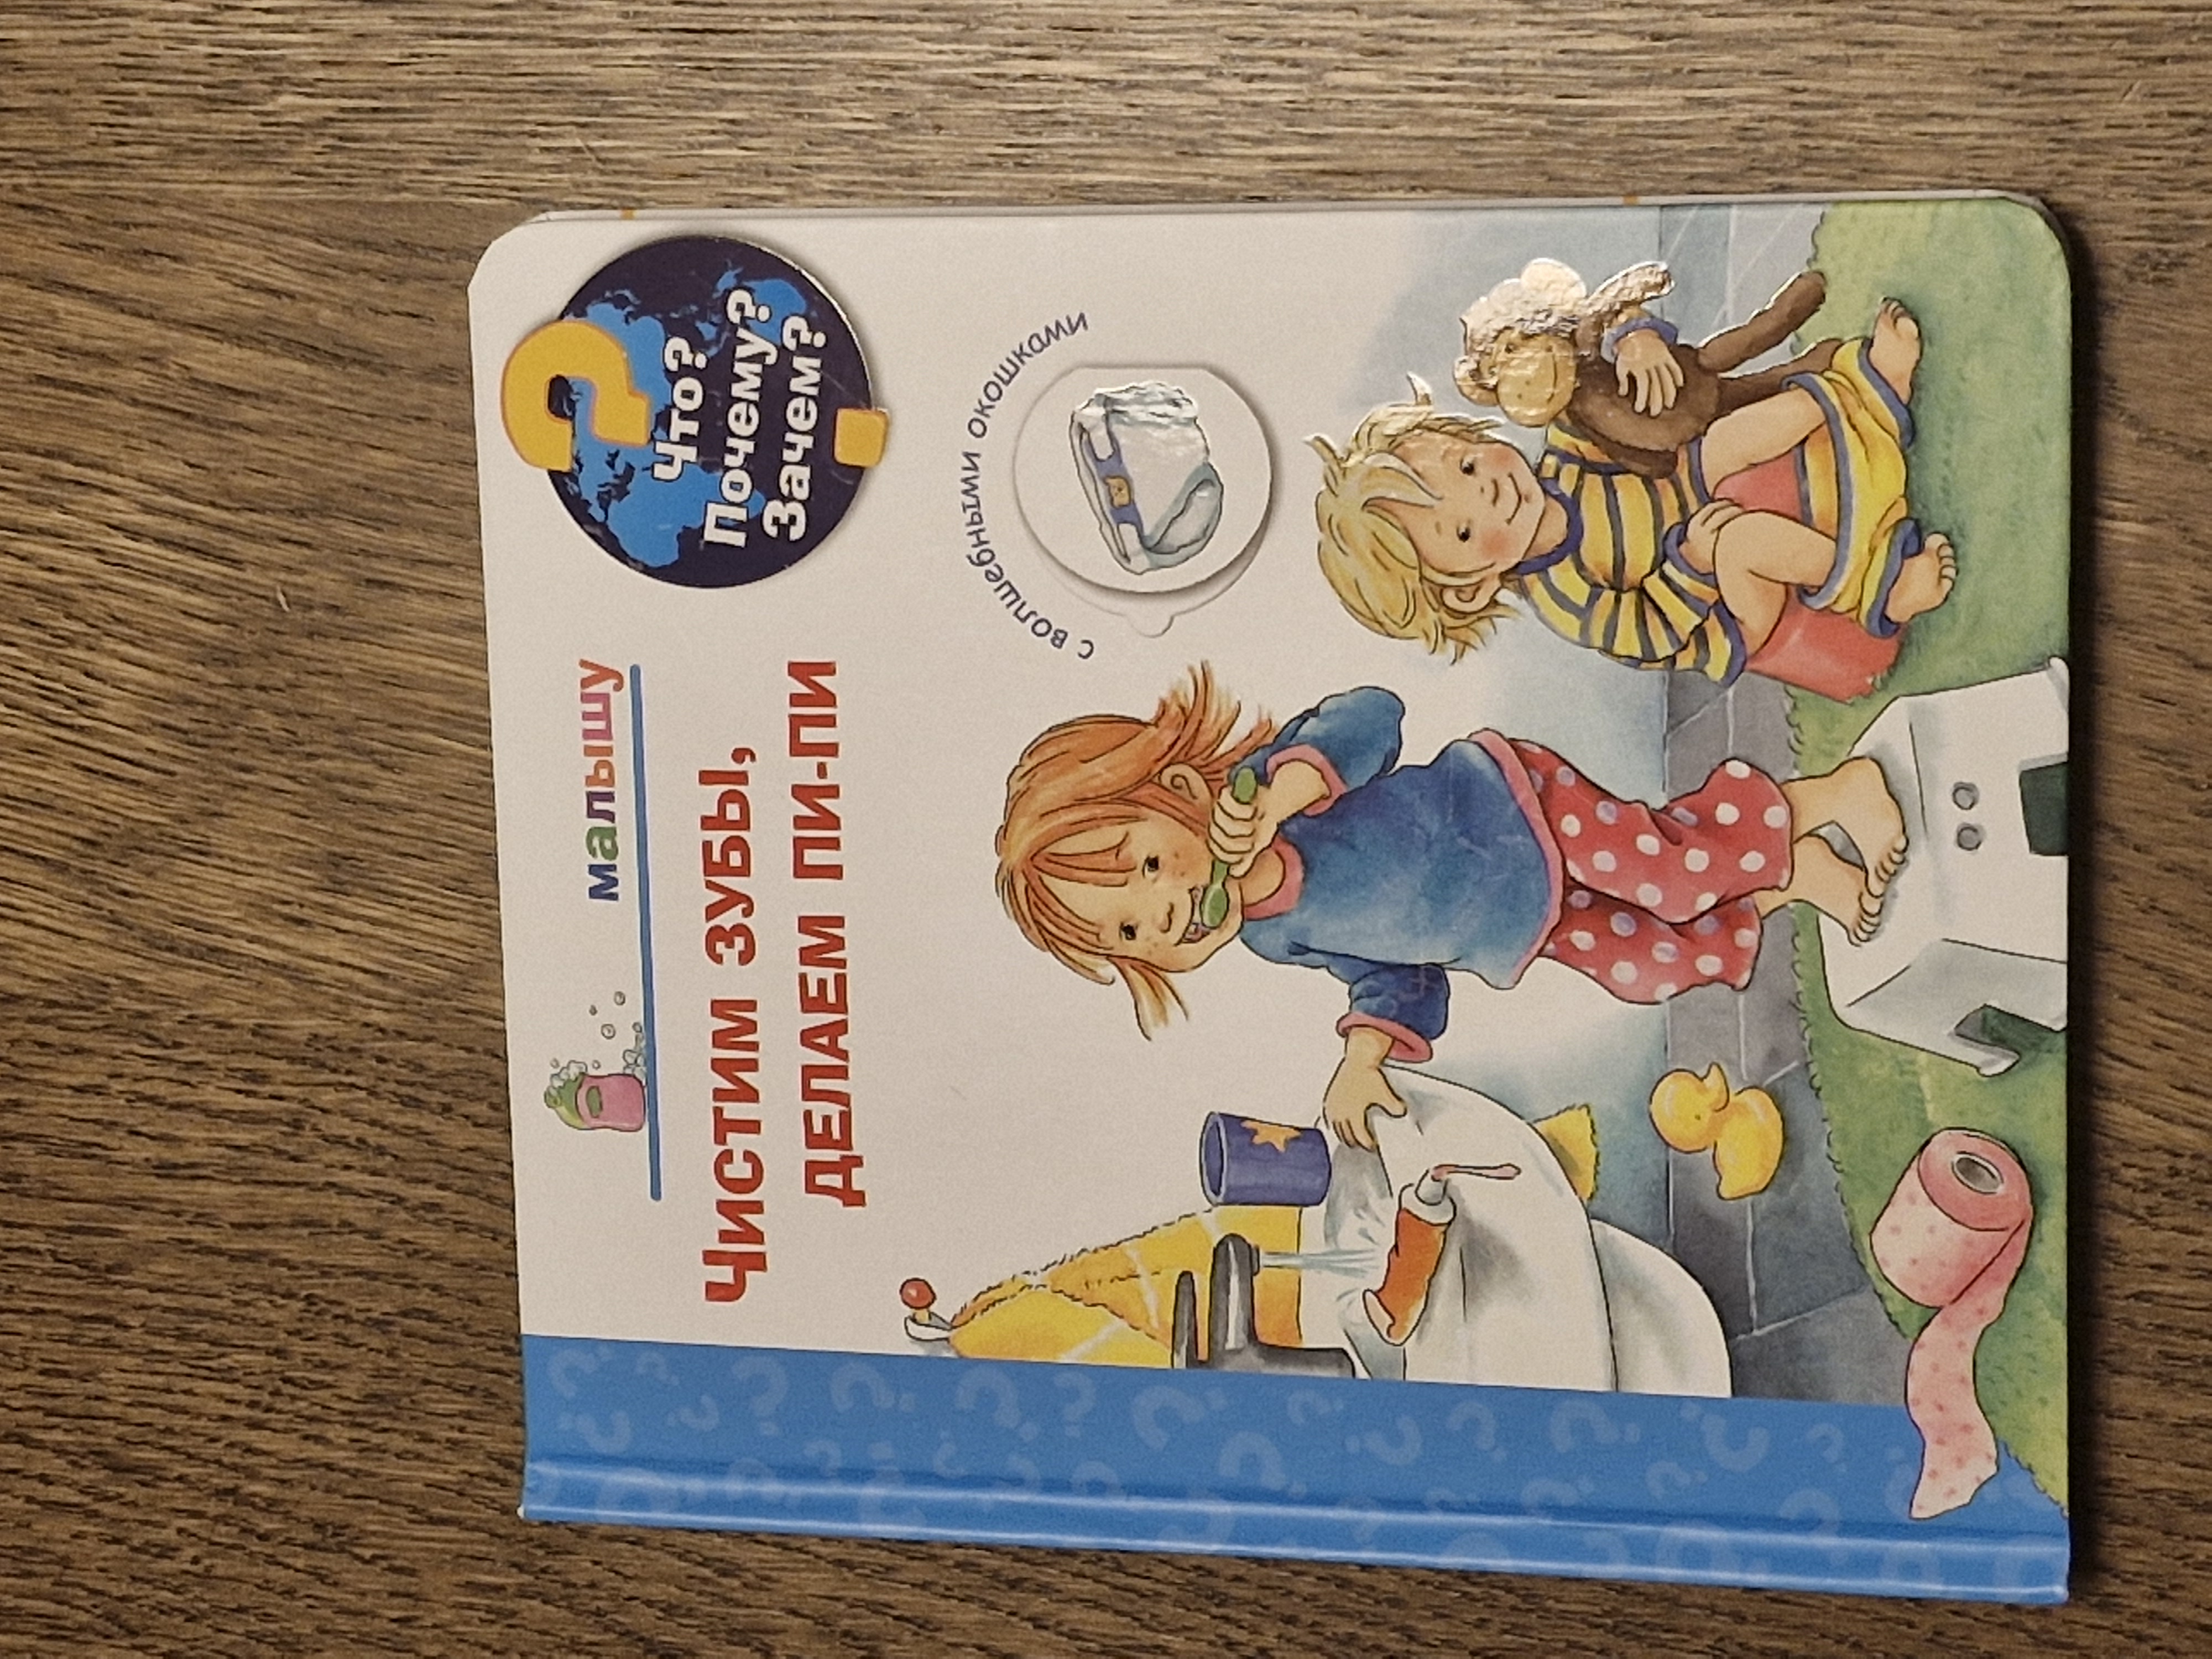 малышу
Чистим зубы,
делаем пи-пи
?
Что?
Почему?
Зачем?
с волшебными окошками